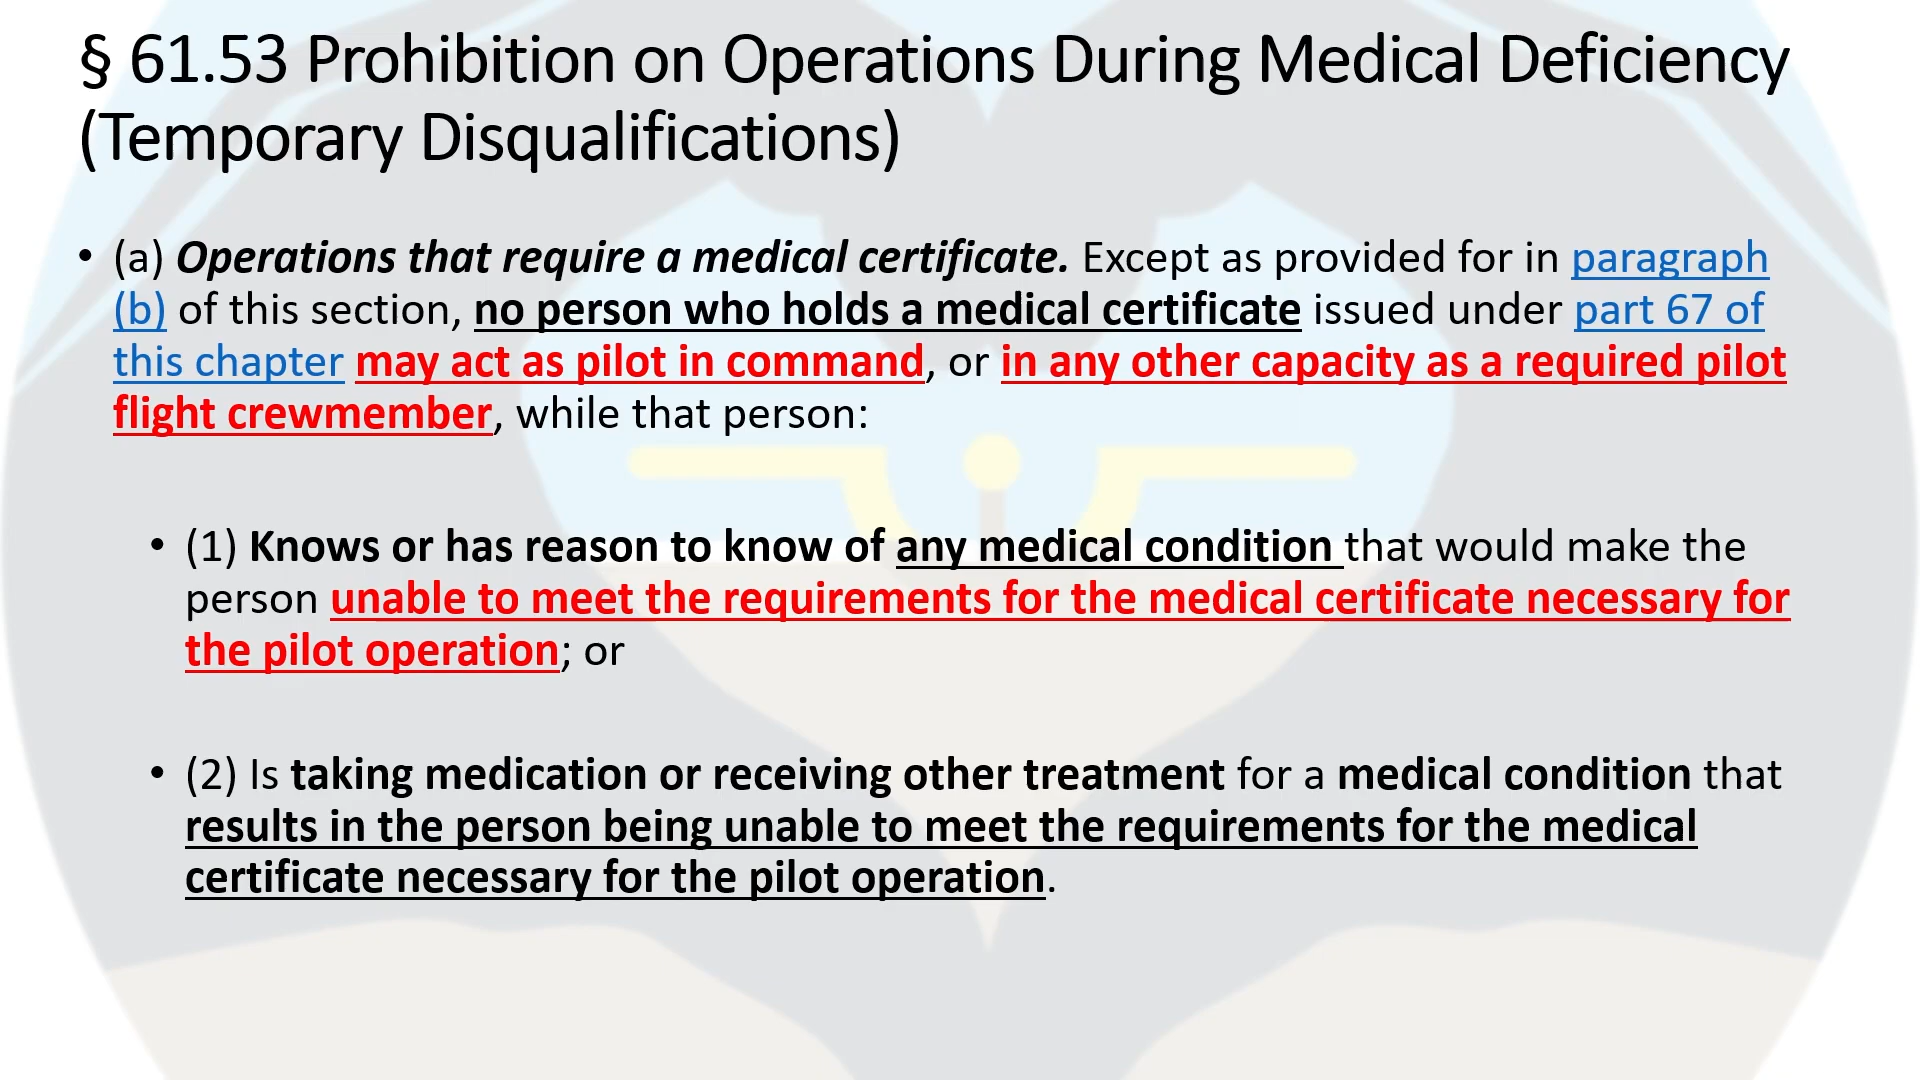 § 61.53 Prohibition on Operations During Medical Deficiency
(Temporary Disqualifications)
• (a) Operations that require a medical certificate. Except as provided for in paragraph
(b) of this section, no person who holds a medical certificate issued under part 67 of
this chapter may act as pilot in command, or in any other capacity as a required pilot
flight crewmember, while that person:
• (1) Knows or has reason to know of any medical condition that would make the
person unable to meet the requirements for the medical certificate necessary for
the pilot operation; or
• (2) Is taking medication or receiving other treatment for a medical condition that
results in the person being unable to meet the requirements for the medical
certificate necessary for the pilot operation.